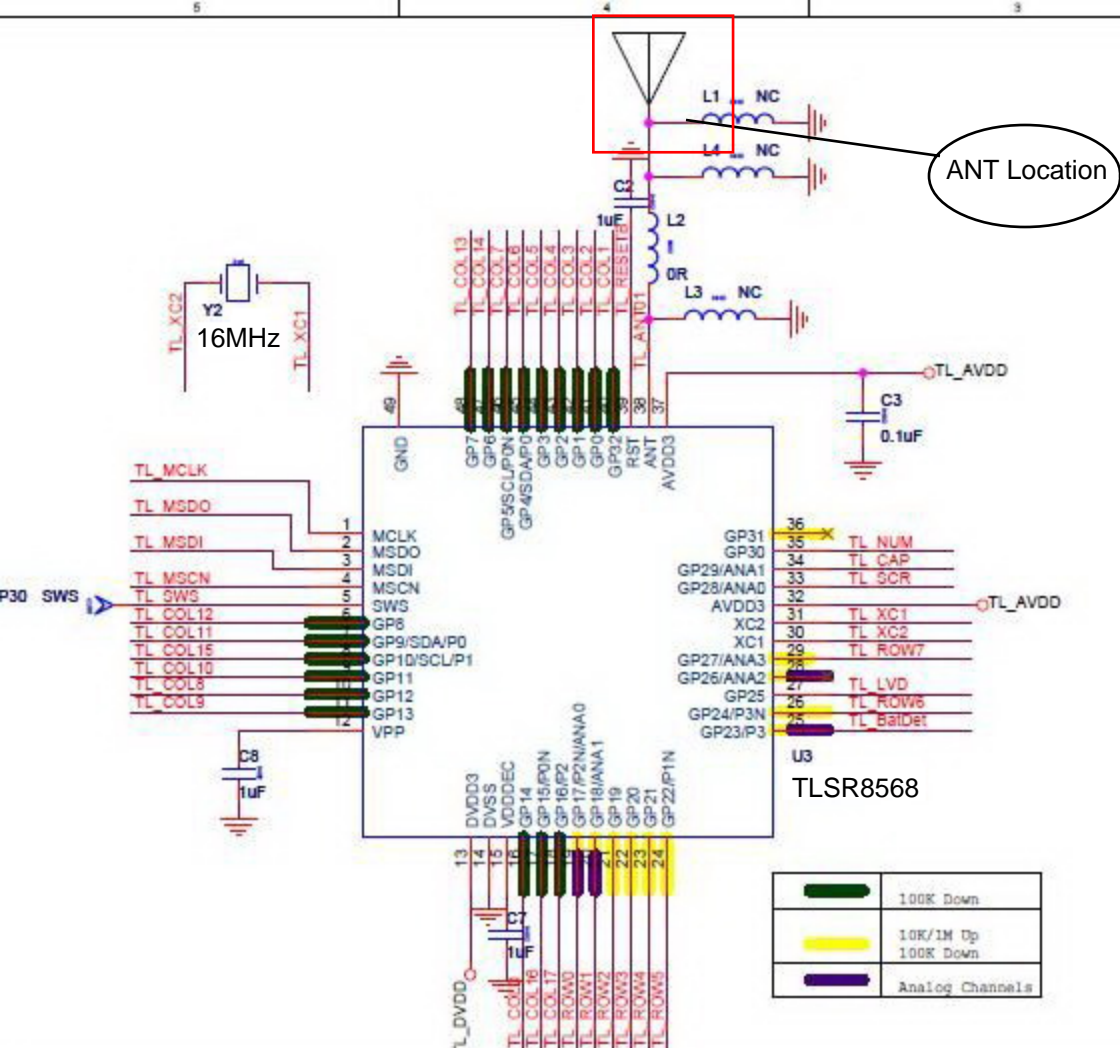 5
4
3
L1
NC
ANT Location
L4
NC
C2
1uF
L2
0R
L3
NC
TL_COL13
TL_COL14
TL_COL7
TL_COL6
TL_COL5
TL_COL4
TL_COL3
TL_COL2
TL_COL1
TL_RESETB
TL_ANT01
TL_XC2
Y2
16MHz
TL_XC1
TL_AVDD
C3
0.1uF
49
48
39
38
37
GND
GP7
GP6
GP5/SCL/P0N
GP4/SDA/P0
GP3
GP2
GP1
GP0
GP32
RST
ANT
AVDD3
TL_MCLK
1
MCLK
TL_MSDO
2
MSDO
TL_MSDI
3
MSDI
TL_MSCN
4
MSCN
P30
SWS
TL_SWS
5
SWS
TL_COL12
6
GP8
TL_COL11
GP9/SDA/P0
TL_COL15
GP10/SCL/P1
TL_COL10
GP11
TL_COL8
10
GP12
TL_COL9
11
GP13
12
VPP
C8
1uF
GP31
36
GP30
35
TL_NUM
GP29/ANA1
34
TL_CAP
GP28/ANA0
33
TL_SCR
AVDD3
32
TL_AVDD
XC2
31
TL_XC1
XC1
30
TL_XC2
GP27/ANA3
29
TL_ROW7
GP26/ANA2
28
GP25
27
TL_LVD
GP24/P3N
26
TL_ROW6
GP23/P3
25
TL_BatDet
U3
TLSR8568
DVDD3
DVSS
VDDDEC
GP14
GP15/P0N
GP16/P2
GP17/P2N/ANA0
GP18/ANA1
GP19
GP20
GP21
GP22/P1N
13
14
15
16
21
22
23
24
C7
1uF
TL_DVDD
TL_COL16
TL_COL17
TL_ROW0
TL_ROW1
TL_ROW2
TL_ROW3
TL_ROW4
TL_ROW5
100K Down
10K/1M Up
100K Down
Analog Channels